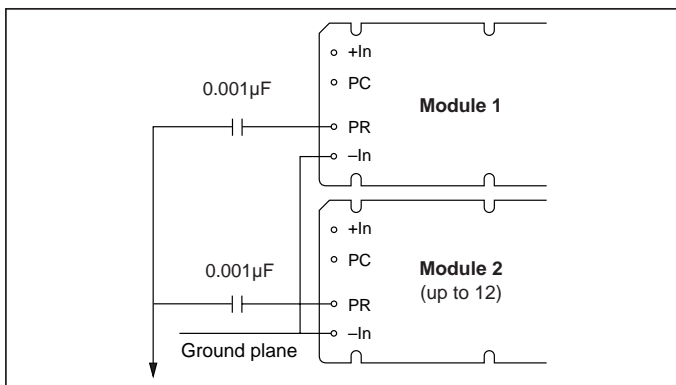 +In
PC
0.001µF
Module 1
PR
–In
+In
PC
0.001µF
Module 2
(up to 12)
PR
–In
Ground plane